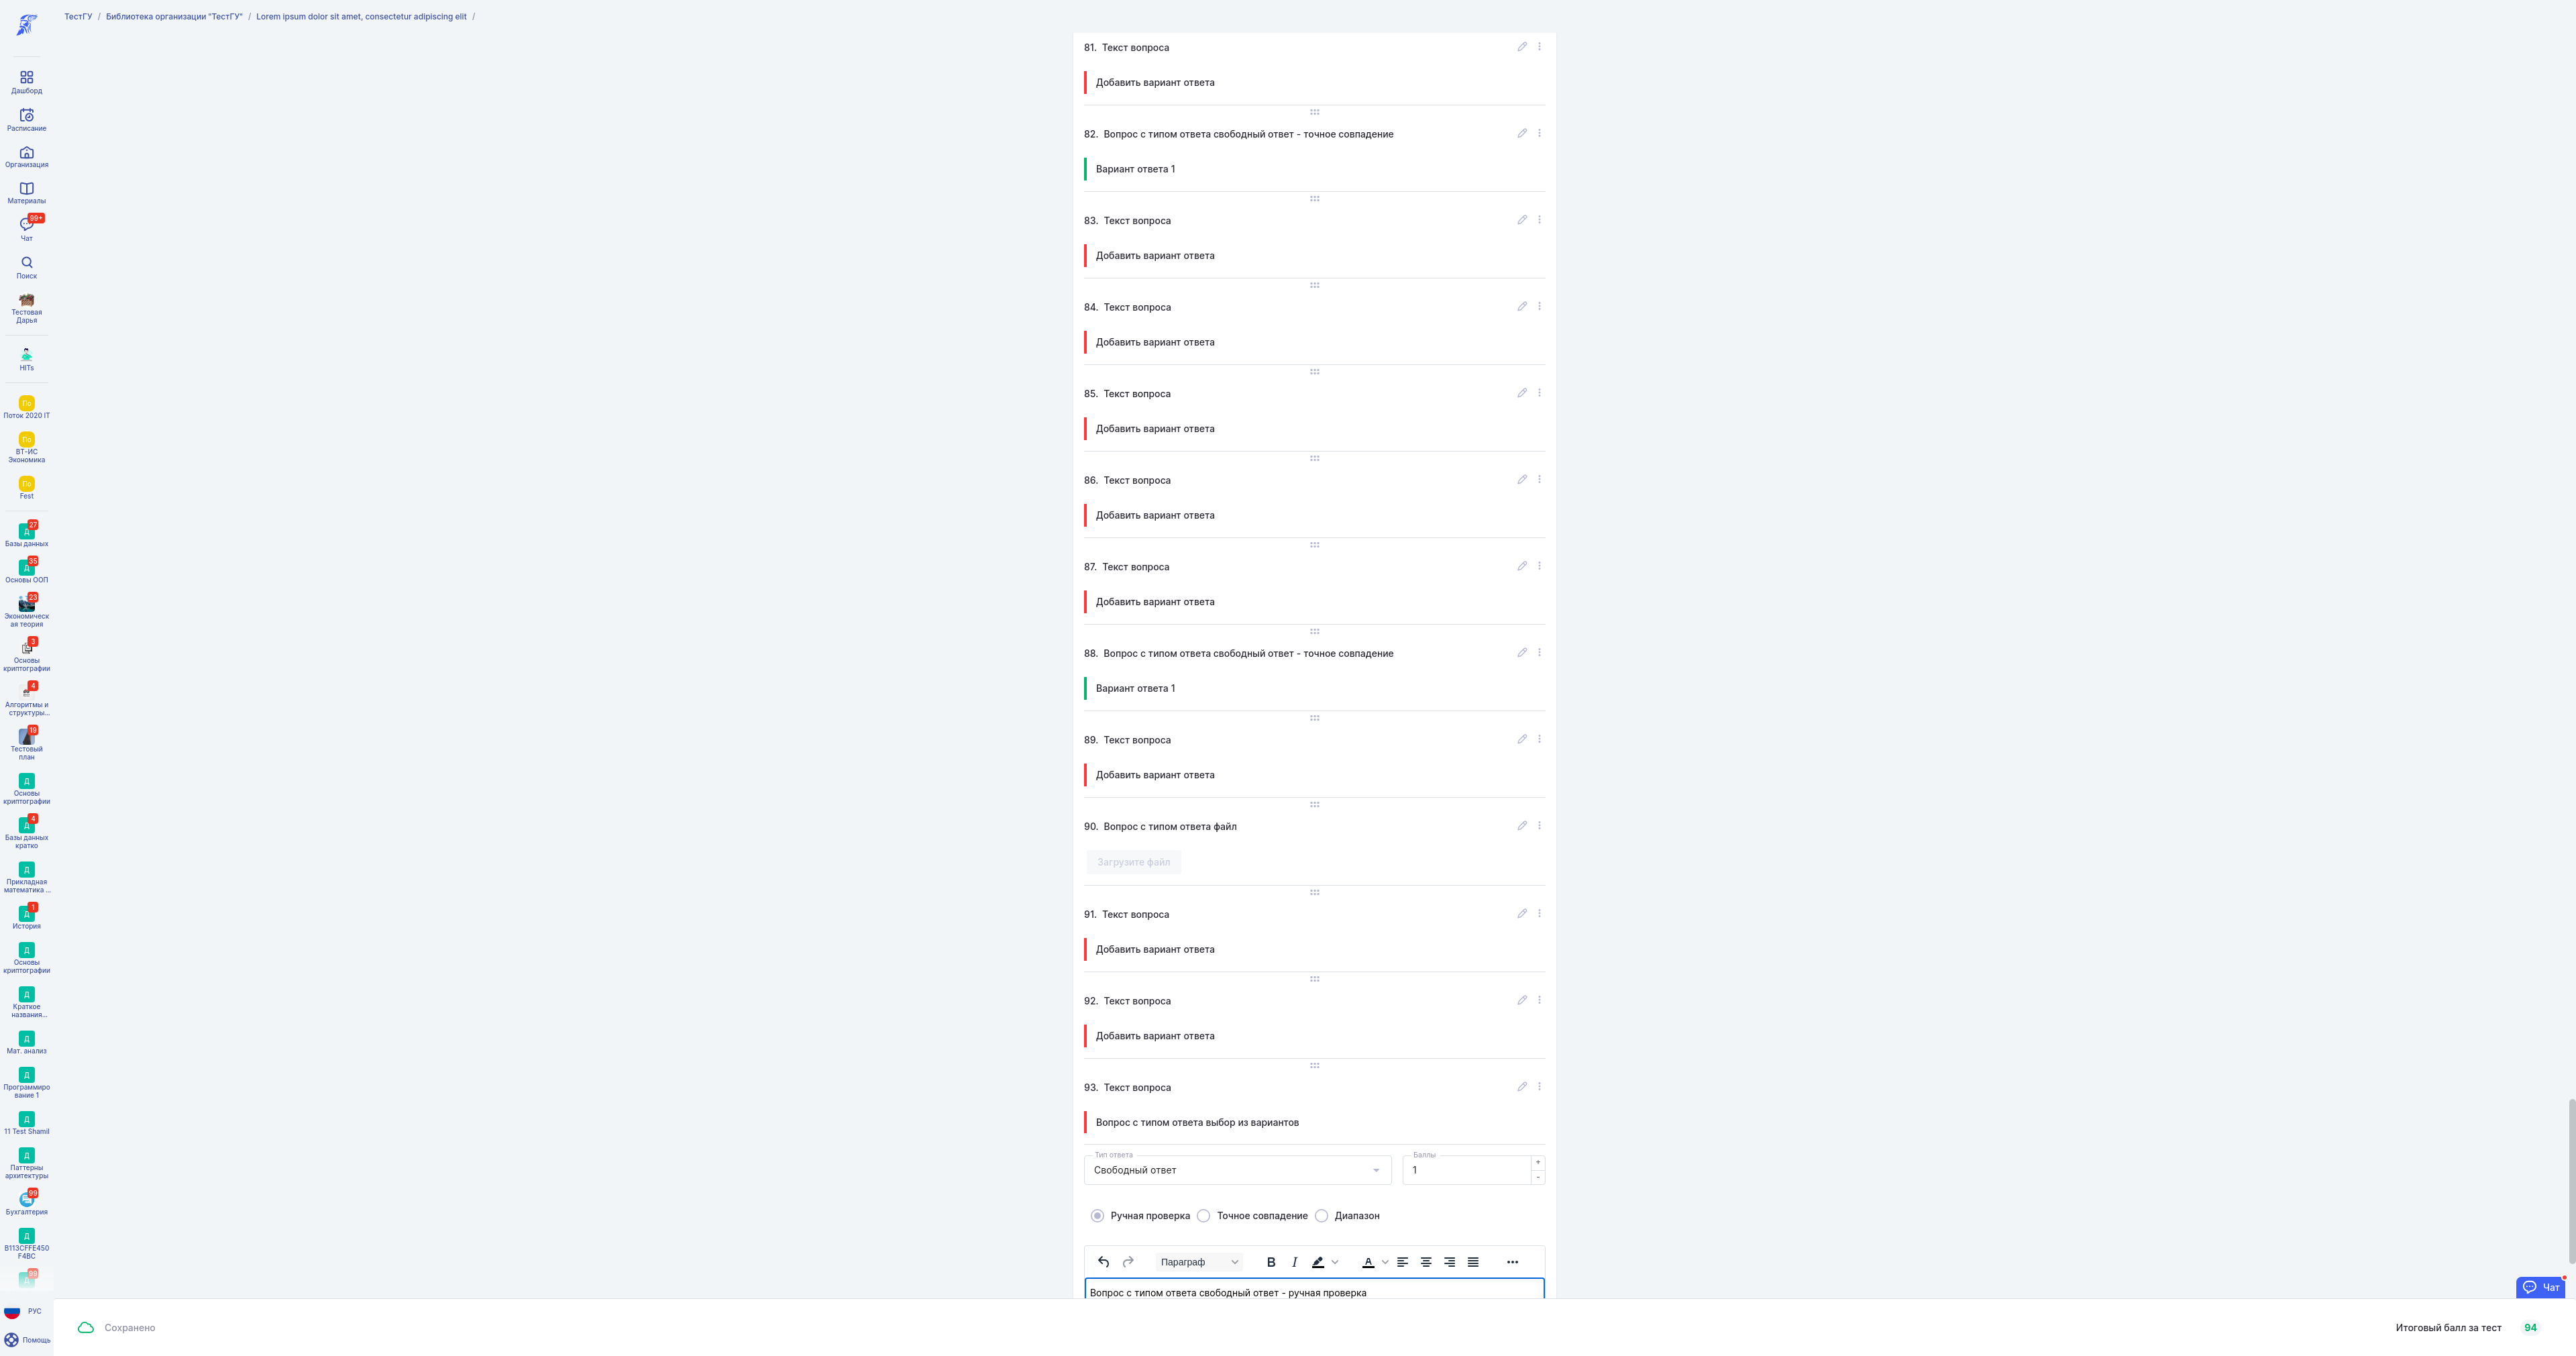 ТестГУ / Библиотека организации "ТестГУ" / Lorem ipsum dolor sit amet, consectetur adipiscing elit /
Дашборд
Расписание
Организация
Материалы
99+
Чат
Поиск
Тестовая
Дарья
HITs
По
Поток 2020 IT
По
ВТ-ИС
Экономика
По
Fest
27
Д
Базы данных
35
Д
Основы ООП
23
Экономическ
ая теория
3
Основы
криптографии
4
Алгоритмы и
структуры...
19
Тестовый
план
Д
Основы
криптографии
4
Д
Базы данных
кратко
Д
Прикладная
математика ...
1
Д
История
Д
Основы
криптографии
Д
Краткое
названия...
Д
Мат. анализ
Д
Программиро
вание 1
Д
11 Test Shamil
Д
Паттерны
архитектуры
99
Бухгалтерия
Д
B113CFFE450
F4BC
99
Д
РУС
Помощь
81. Текст вопроса
Добавить вариант ответа
82. Вопрос с типом ответа свободный ответ - точное совпадение
Вариант ответа 1
83. Текст вопроса
Добавить вариант ответа
84. Текст вопроса
Добавить вариант ответа
85. Текст вопроса
Добавить вариант ответа
86. Текст вопроса
Добавить вариант ответа
87. Текст вопроса
Добавить вариант ответа
88. Вопрос с типом ответа свободный ответ - точное совпадение
Вариант ответа 1
89. Текст вопроса
Добавить вариант ответа
90. Вопрос с типом ответа файл
Загрузите файл
91. Текст вопроса
Добавить вариант ответа
92. Текст вопроса
Добавить вариант ответа
93. Текст вопроса
Вопрос с типом ответа выбор из вариантов
Тип ответа
Свободный ответ
Баллы
1
+
-
Ручная проверка Точное совпадение Диапазон
Параграф B I A
Вопрос с типом ответа свободный ответ - ручная проверка
Чат
Сохранено
Итоговый балл за тест 94